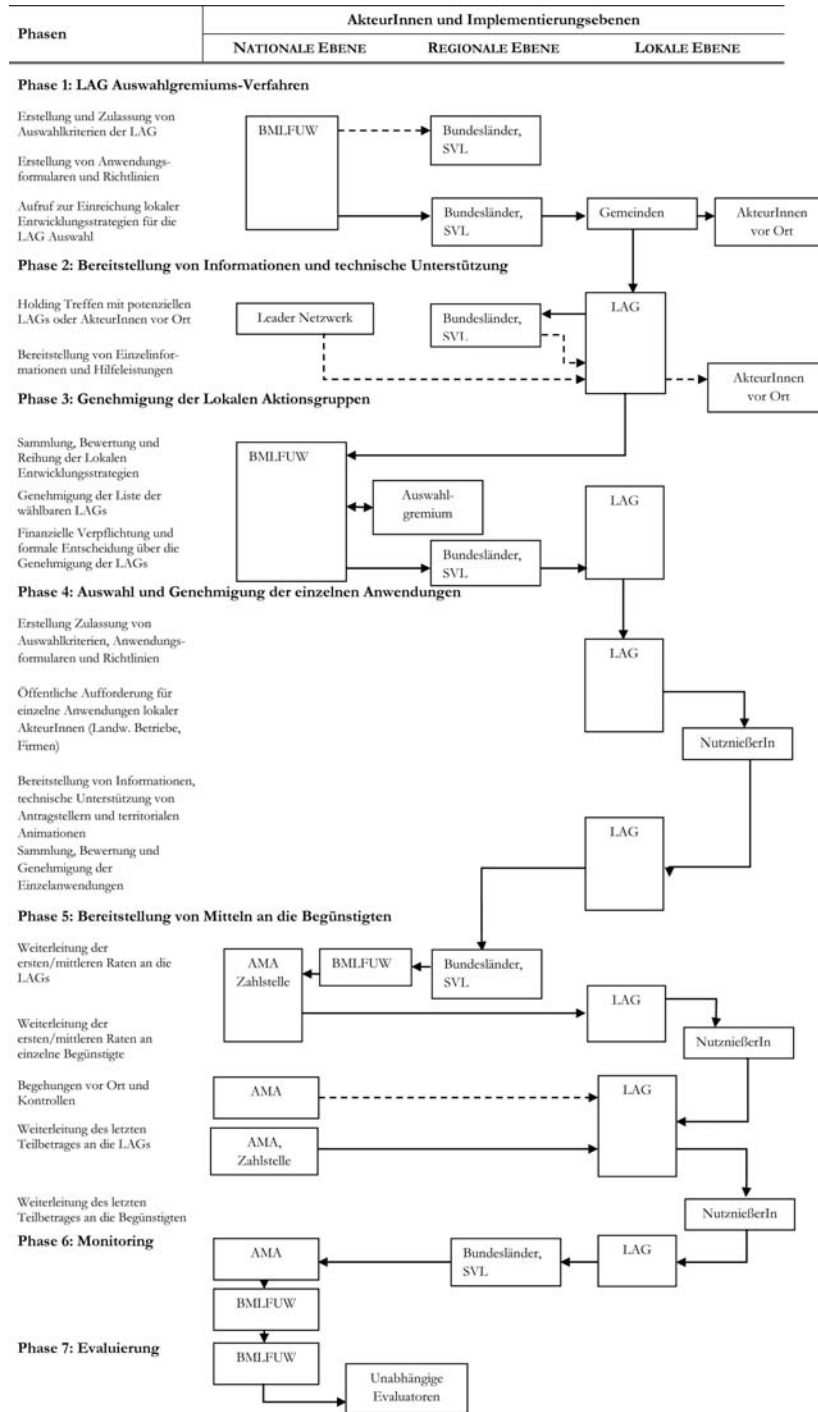 Phasen
AkteurInnen und Implementierungsebenen
NATIONALE EBENE
REGIONALE EBENE
LOKALE EBENE
Phase 1: LAG Auswahlgremiums-Verfahren
Erstellung und Zulassung von
Auswahlkriterien der LAG
Erstellung von Anwendungs-
formularen und Richtlinien
Aufruf zur Einreichung lokaler
Entwicklungsstrategien für die
LAG Auswahl
BMLFUW
Bundesländer,
SVL
Bundesländer,
SVL
Gemeinden
AkteurInnen
vor Ort
Phase 2: Bereitstellung von Informationen und technische Unterstützung
Holding Treffen mit potenziellen
LAGs oder AkteurInnen vor Ort
Bereitstellung von Einzelinfor-
mationen und Hilfeleistungen
Leader Netzwerk
Bundesländer,
SVL
LAG
AkteurInnen
vor Ort
Phase 3: Genehmigung der Lokalen Aktionsgruppen
Sammlung, Bewertung und
Reihung der Lokalen
Entwicklungsstrategien
Genehmigung der Liste der
wählbaren LAGs
Finanzielle Verpflichtung und
formale Entscheidung über die
Genehmigung der LAGs
BMLFUW
Auswahl-
gremium
Bundesländer,
SVL
LAG
Phase 4: Auswahl und Genehmigung der einzelnen Anwendungen
Erstellung Zulassung von
Auswahlkriterien, Anwendungs-
formularen und Richtlinien
Öffentliche Aufforderung für
einzelne Anwendungen lokaler
AkteurInnen (Landw. Betriebe,
Firmen)
Bereitstellung von Informationen,
technische Unterstützung von
Antragstellern und territorialen
Animationen
Sammlung, Bewertung und
Genehmigung der
Einzelanwendungen
LAG
NutznießerIn
LAG
Phase 5: Bereitstellung von Mitteln an die Begünstigten
Weiterleitung der
ersten/mittleren Raten an die
LAGs
Weiterleitung der
ersten/mittleren Raten an
einzelne Begünstigte
Begehungen vor Ort und
Kontrollen
Weiterleitung des letzten
Teilbetrages an die LAGs
Weiterleitung des letzten
Teilbetrages an die Begünstigten
AMA
Zahlstelle
BMLFUW
Bundesländer,
SVL
LAG
NutznießerIn
AMA
LAG
AMA,
Zahlstelle
NutznießerIn
Phase 6: Monitoring
AMA
Bundesländer,
SVL
LAG
BMLFUW
Phase 7: Evaluierung
BMLFUW
Unabhängige
Evaluatoren